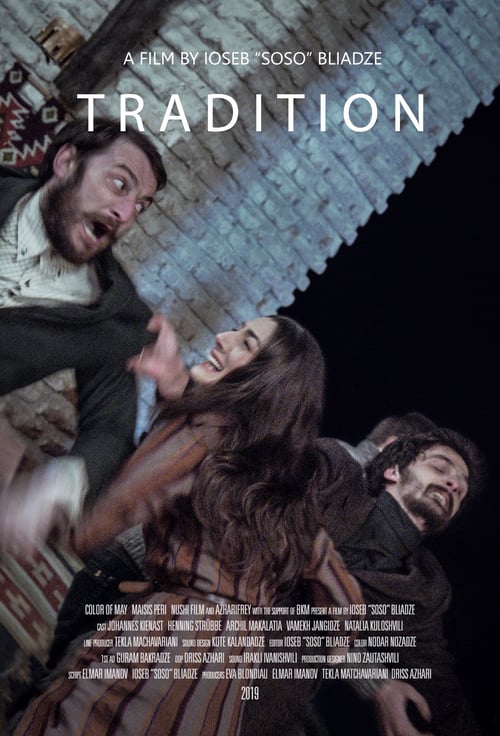 A FILM BY IOSEB "SOSO" BLIADZE
TRADITION
COLOR OF MAY MAISIS PERI NUSHI FILM AND AZHARIFREY WITH THE SUPPORT OF BKM PRESENT A FILM BY IOSEB "SOSO" BLIADZE
CAST JOHANNES KIENAST HENNING STRÜBBE ARCHIL MAKALATIA VAMEKH JANGIDZE NATALIA KULOSHVILI
LINE PRODUCER TEKLA MACHAVARIANI SOUND DESIGN KOTE KALANDADZE EDITOR IOSEB "SOSO" BLIADZE COLOR NODAR NOZADZE
1ST AD GURAM BAKRADZE DOP DRISS AZHARI SOUND IRAKLI IVANISHVILI PRODUCTION DESIGNER NINO ZAUTASHVILI
SCRIPT ELMAR IMANOV IOSEB "SOSO" BLIADZE PRODUCERS EVA BLONDIAU ELMAR IMANOV TEKLA MATCHAVARIANI DRISS AZHARI
2019